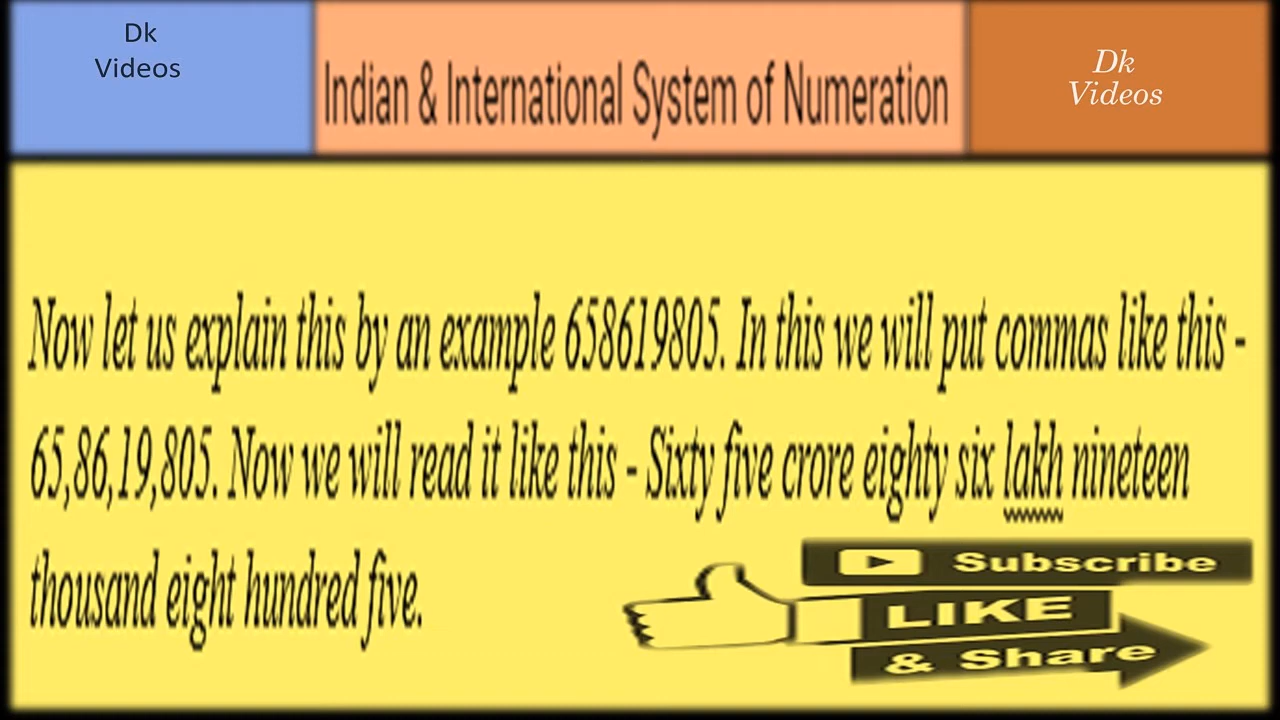 Dk
Videos
Indian & International System of Numeration
Dk
Videos
Now let us explain this by an example 658619805. In this we will put commas like this -
65,86,19,805. Now we will read it like this - Sixty five crore eighty six lakh nineteen
thousand eight hundred five.
Subscribe
LIKE
& Share